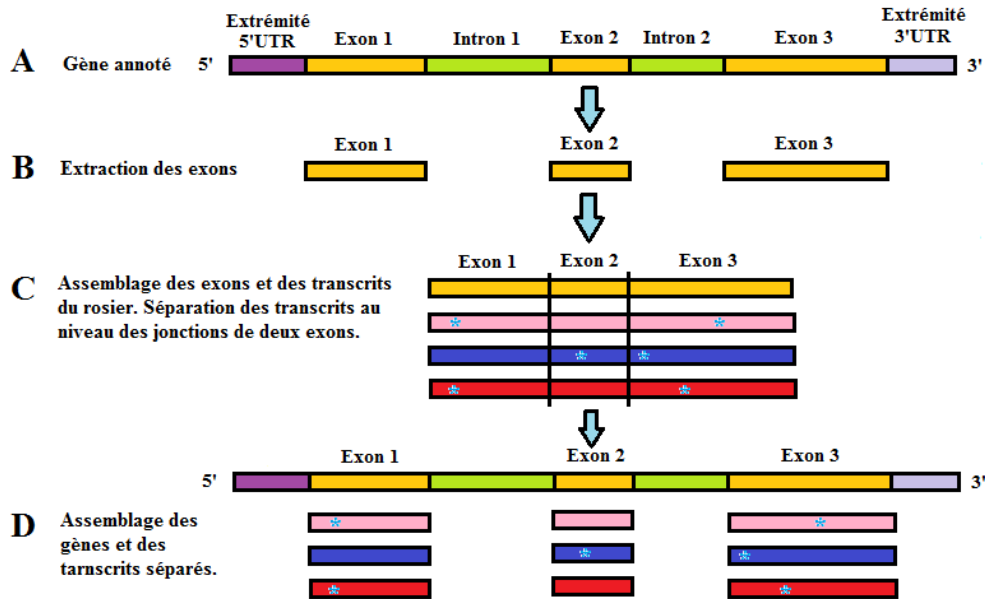 Extrémité
5'UTR
Exon 1
Intron 1
Exon 2
Intron 2
Exon 3
Extrémité
3'UTR
A
Gène annoté
5'
3'
Exon 1
Exon 2
Exon 3
B
Extraction des exons
Exon 1
Exon 2
Exon 3
C
Assemblage des exons et des transcrits
du rosier. Séparation des transcrits au
niveau des jonctions de deux exons.
Exon 1
Exon 2
Exon 3
5'
3'
D
Assemblage des
gènes et des
tarnscrits séparés.